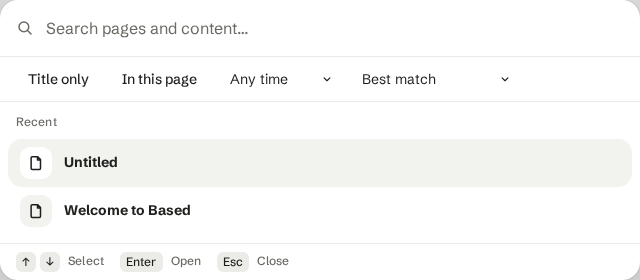 Search pages and content...
Title only In this page Any time Best match
Recent
Untitled
Welcome to Based
↑ ↓ Select Enter Open Esc Close